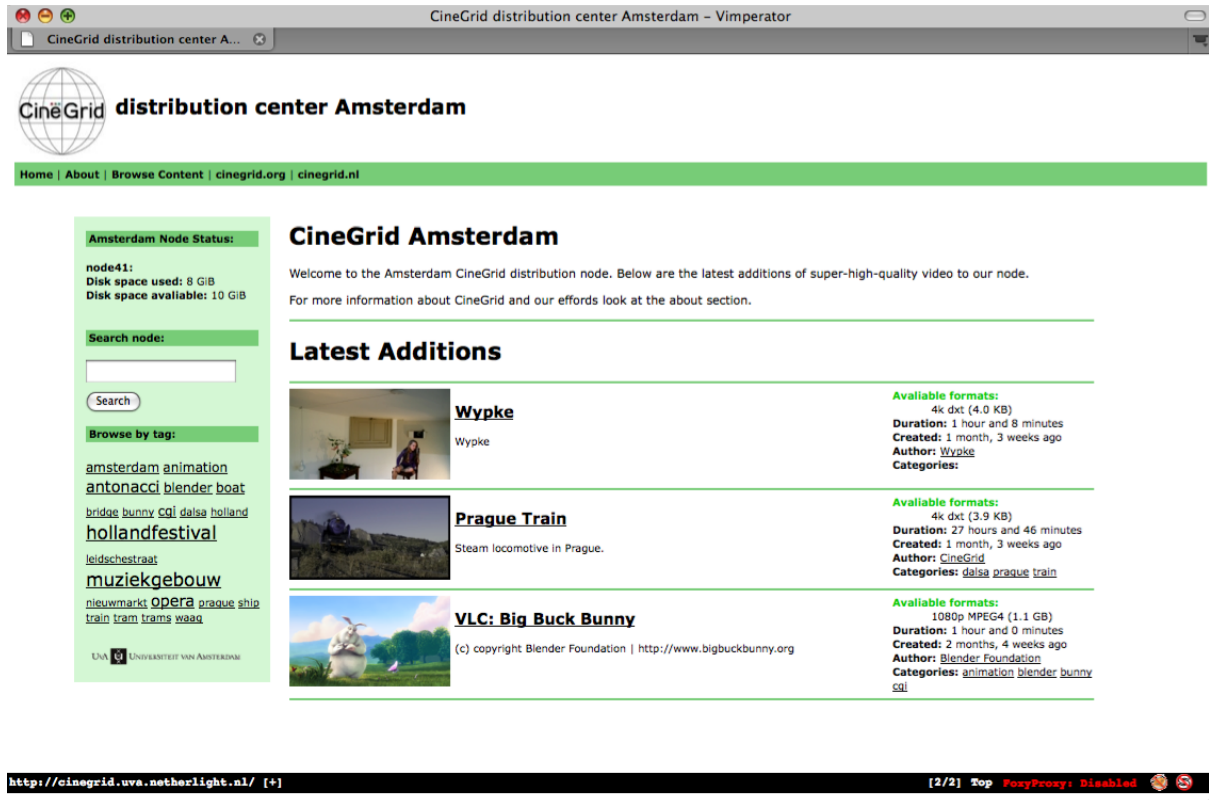 CineGrid distribution center Amsterdam – Vimperator
CineGrid distribution center A...
CineGrid distribution center Amsterdam
Home | About | Browse Content | cinegrid.org | cinegrid.nl
Amsterdam Node Status:
node41:
Disk space used: 8 GiB
Disk space avaliable: 10 GiB
Search node:
Search
Browse by tag:
amsterdam animation
antonacci blender boat
bridge bunny cgi dalsa holland
hollandfestival
leidschestraat
muziekgebouw
nieuwmarkt opera prague ship
train tram trams waag
UvA Universiteit van Amsterdam
CineGrid Amsterdam
Welcome to the Amsterdam CineGrid distribution node. Below are the latest additions of super-high-quality video to our node.
For more information about CineGrid and our effords look at the about section.
Latest Additions
Wypke
Wypke
Avaliable formats:
4k dxt (4.0 KB)
Duration: 1 hour and 8 minutes
Created: 1 month, 3 weeks ago
Author: Wypke
Categories:
Prague Train
Steam locomotive in Prague.
Avaliable formats:
4k dxt (3.9 KB)
Duration: 27 hours and 46 minutes
Created: 1 month, 3 weeks ago
Author: CineGrid
Categories: dalsa prague train
VLC: Big Buck Bunny
(c) copyright Blender Foundation | http://www.bigbuckbunny.org
Avaliable formats:
1080p MPEG4 (1.1 GB)
Duration: 1 hour and 0 minutes
Created: 2 months, 4 weeks ago
Author: Blender Foundation
Categories: animation blender bunny
cgi
http://cinegrid.uva.netherlight.nl/ [+]
[2/2] Top FoxyProxy: Disabled